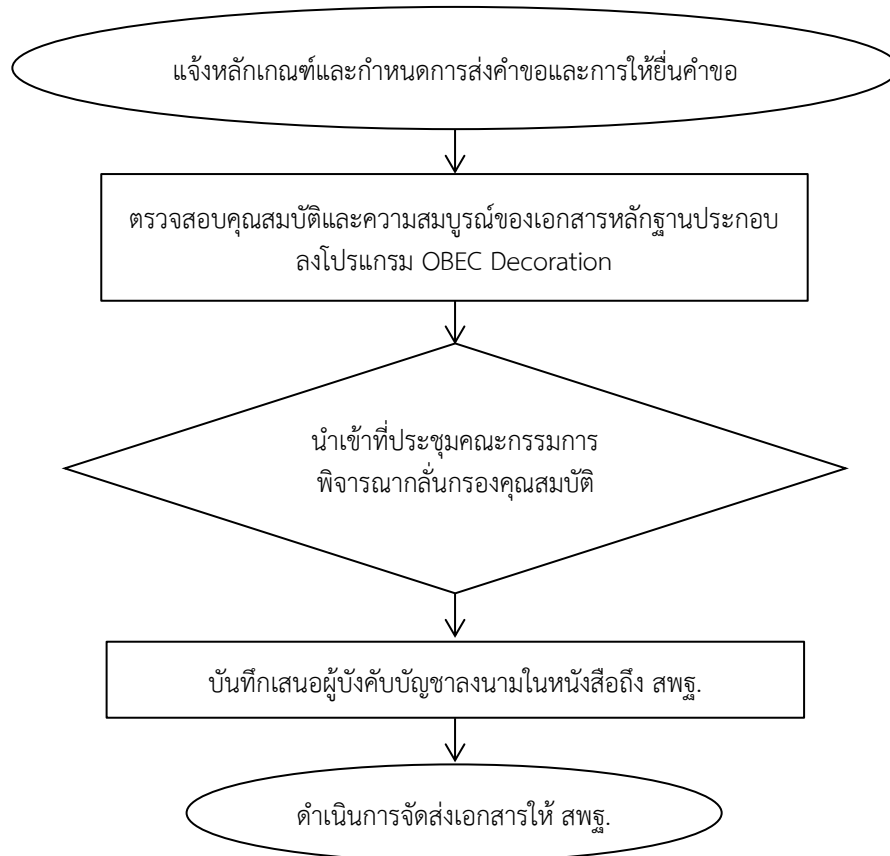 แจ้งหลักเกณฑ์และกำหนดการส่งคำขอและการให้ยื่นคำขอ
ตรวจสอบคุณสมบัติและความสมบูรณ์ของเอกสารหลักฐานประกอบ
ลงโปรแกรม OBEC Decoration
นำเข้าที่ประชุมคณะกรรมการ
พิจารณากลั่นกรองคุณสมบัติ
บันทึกเสนอผู้บังคับบัญชาลงนามในหนังสือถึง สพฐ.
ดำเนินการจัดส่งเอกสารให้ สพฐ.